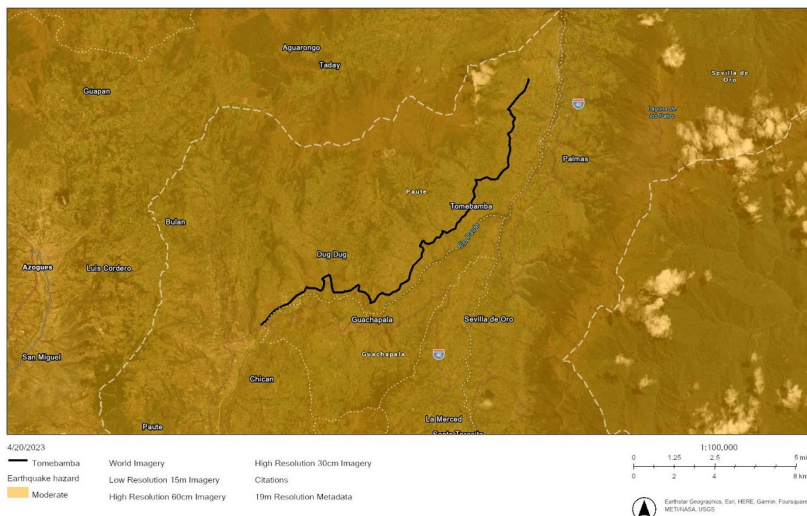 Aguarongo
Taday
Sevilla de
Oro
Guapan
40
Palmas
Paute
Tomebamba
Bulan
Dug Dug
Azogues
Luis Cordero
Guachapala
Sevilla de Oro
Guachapala
San Miguel
40
Chican
La Merced
Paute
4/20/2023
Tomebamba
World Imagery
High Resolution 30cm Imagery
Earthquake hazard
Low Resolution 15m Imagery
Citations
Moderate
High Resolution 60cm Imagery
19m Resolution Metadata
1:100,000
0 1.25 2.5 5 mi
0 2 4 8 km
Earthstar Geographics, Esri, HERE, Garmin, Foursquare,
METI/NASA, USGS